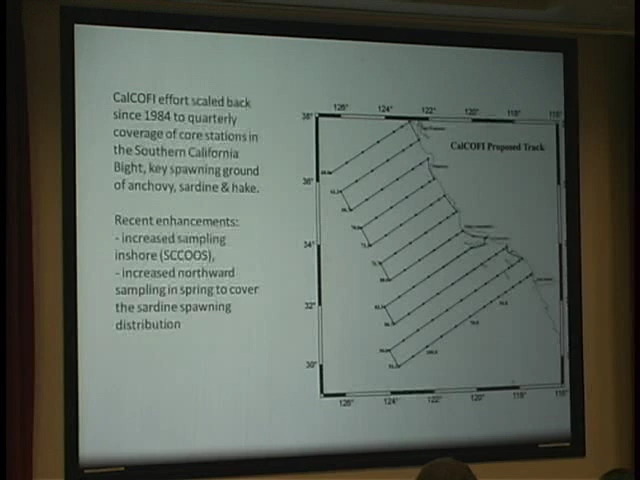 CalCOFI effort scaled back
since 1984 to quarterly
coverage of core stations in
the Southern California
Bight, key spawning ground
of anchovy, sardine & hake.
Recent enhancements:
- increased sampling
inshore (SCCOOS),
- increased northward
sampling in spring to cover
the sardine spawning
distribution
126° 124° 122° 120° 118°
CalCOFI Proposed Track
38°
36°
34°
32°
30°
126° 124° 122° 120° 118°